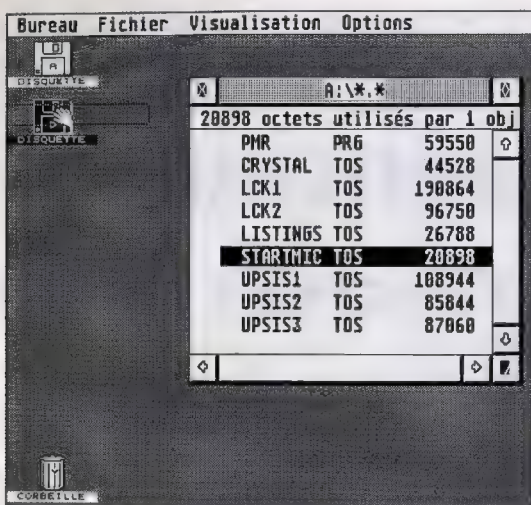 Bureau Fichier Visualisation Options
A
DISQUETTE
DISQUETTE
A:\*.*
20898 octets utilisés par 1 obj
PMR PRG 59550
CRYSTAL TOS 44528
LCK1 TOS 190864
LCK2 TOS 96750
LISTINGS TOS 26788
STARTMIC TOS 20898
UPSIS1 TOS 108944
UPSIS2 TOS 85844
UPSIS3 TOS 87060
CORBEILLE